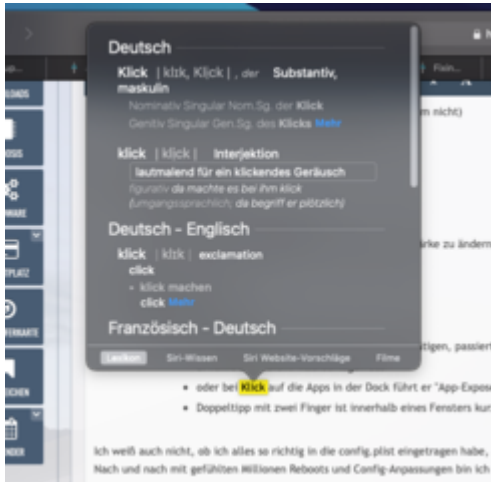 Deutsch
Klick | klɪk, Klịck | , der Substantiv,
maskulin
Nominativ Singular Nom.Sg. der Klick
Genitiv Singular Gen.Sg. des Klicks Mehr
klick | klịck | Interjektion
lautmalend für ein klickendes Geräusch
figurativ da machte es bei ihm klick
(umgangssprachlich; da begriff er plötzlich)
Deutsch - Englisch
klick | klɪk | exclamation
click
- klick machen
click Mehr
Französisch - Deutsch
Lexikon Siri-Wissen Siri Website-Vorschläge Filme
Fixin...
m nicht)
rke zu ändern
tigen, passiert
• oder bei Klick auf die Apps in der Dock führt er "App-Expos
• Doppeltipp mit zwei Finger ist innerhalb eines Fensters kur
Ich weiß auch nicht, ob ich alles so richtig in die config.plist eingetragen habe,
Nach und nach mit gefühlten Millionen Reboots und Config-Anpassungen bin ich